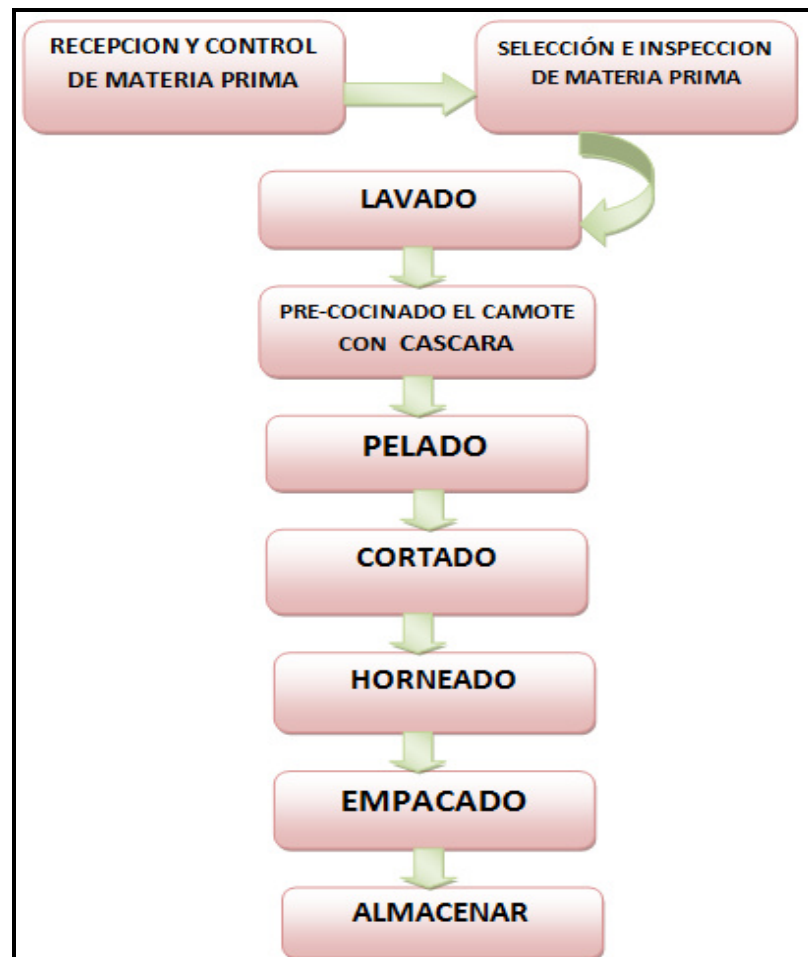 RECEPCION Y CONTROL
DE MATERIA PRIMA
SELECCIÓN E INSPECCION
DE MATERIA PRIMA
LAVADO
PRE-COCINADO EL CAMOTE
CON CASCARA
PELADO
CORTADO
HORNEADO
EMPACADO
ALMACENAR